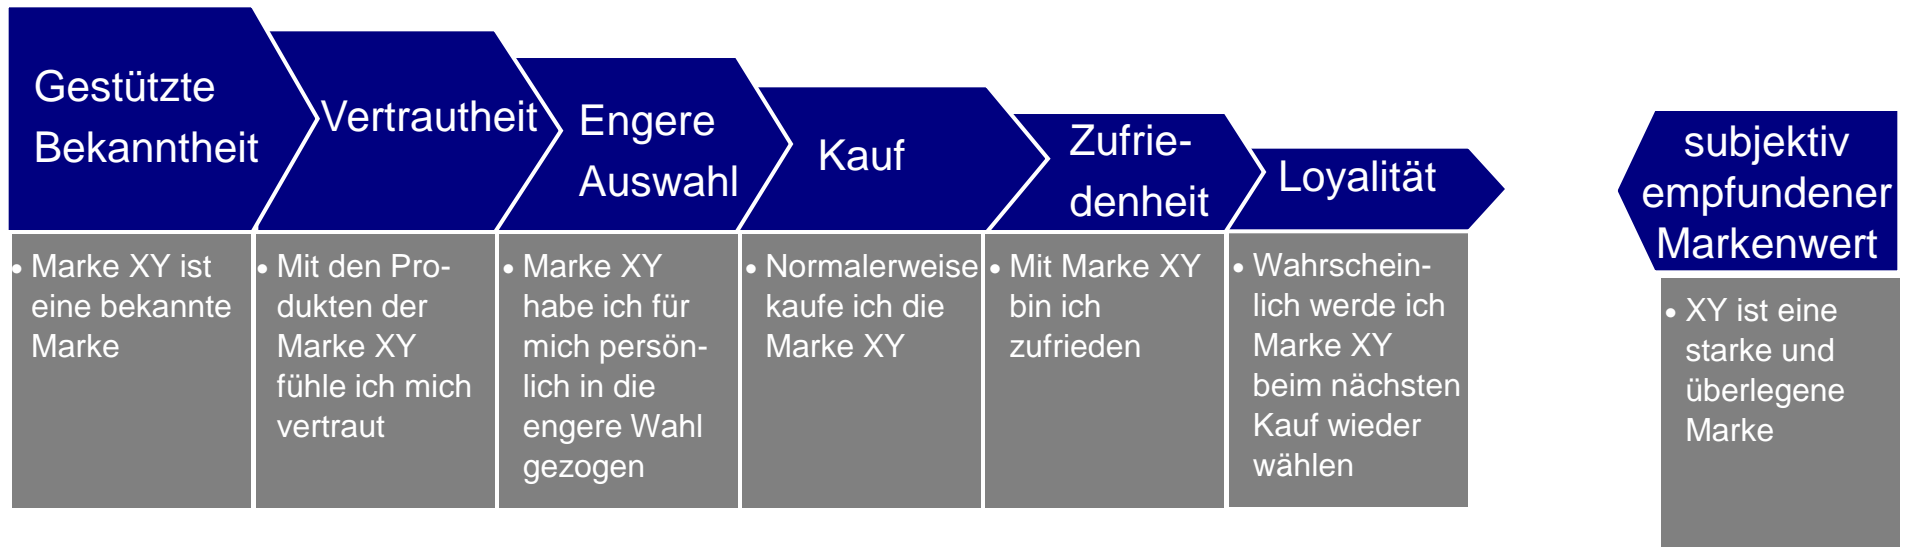 Gestützte
Bekanntheit
Vertrautheit
Engere
Auswahl
Kauf
Zufrie-
denheit
Loyalität
subjektiv
empfundener
Markenwert
• Marke XY ist
eine bekannte
Marke
• Mit den Pro-
dukten der
Marke XY
fühle ich mich
vertraut
• Marke XY
habe ich für
mich persön-
lich in die
engere Wahl
gezogen
• Normalerweise
kaufe ich die
Marke XY
• Mit Marke XY
bin ich
zufrieden
• Wahrschein-
lich werde ich
Marke XY
beim nächsten
Kauf wieder
wählen
• XY ist eine
starke und
überlegene
Marke